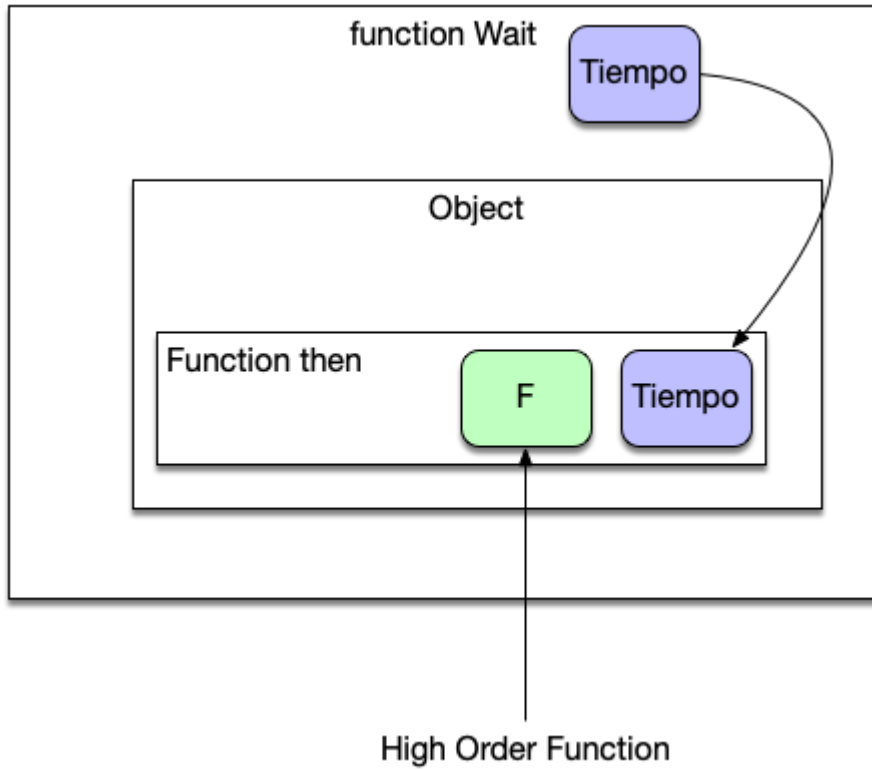 function Wait
Tiempo
Object
Function then
F
Tiempo
High Order Function